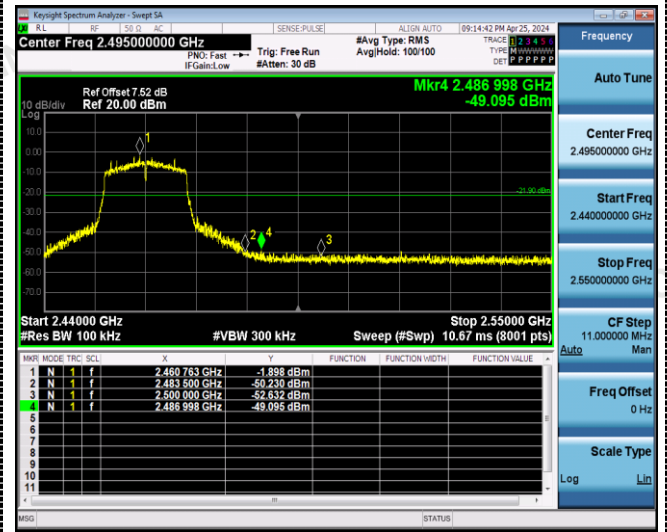 Keysight Spectrum Analyzer - Swept SA
RL RF 50 Ω AC SENSE:PULSE ALIGN AUTO 09:14:42 PM Apr 25, 2024
Center Freq 2.495000000 GHz
PNO: Fast
IFGain:Low
Trig: Free Run
#Atten: 30 dB
#Avg Type: RMS
Avg|Hold: 100/100
TRACE 1 2 3 4 5 6
TYPE M
DET P P P P P P
Mkr4 2.486 998 GHz
-49.095 dBm
Ref Offset 7.52 dB
10 dB/div Ref 20.00 dBm
Log
10.0
0.00
-10.0
-20.0
-30.0
-40.0
-50.0
-60.0
-70.0
1
2
4
3
-21.90 dBm
Start 2.44000 GHz Stop 2.55000 GHz
#Res BW 100 kHz #VBW 300 kHz Sweep (#Swp) 10.67 ms (8001 pts)
MKR MODE TRC SCL X Y FUNCTION FUNCTION WIDTH FUNCTION VALUE
1 N 1 f 2.460 763 GHz -1.898 dBm
2 N 1 f 2.483 500 GHz -50.230 dBm
3 N 1 f 2.500 000 GHz -52.632 dBm
4 N 1 f 2.486 998 GHz -49.095 dBm
5
6
7
8
9
10
11
MSG STATUS
Frequency
Auto Tune
Center Freq
2.495000000 GHz
Start Freq
2.440000000 GHz
Stop Freq
2.550000000 GHz
CF Step
11.000000 MHz
Auto Man
Freq Offset
0 Hz
Scale Type
Log Lin